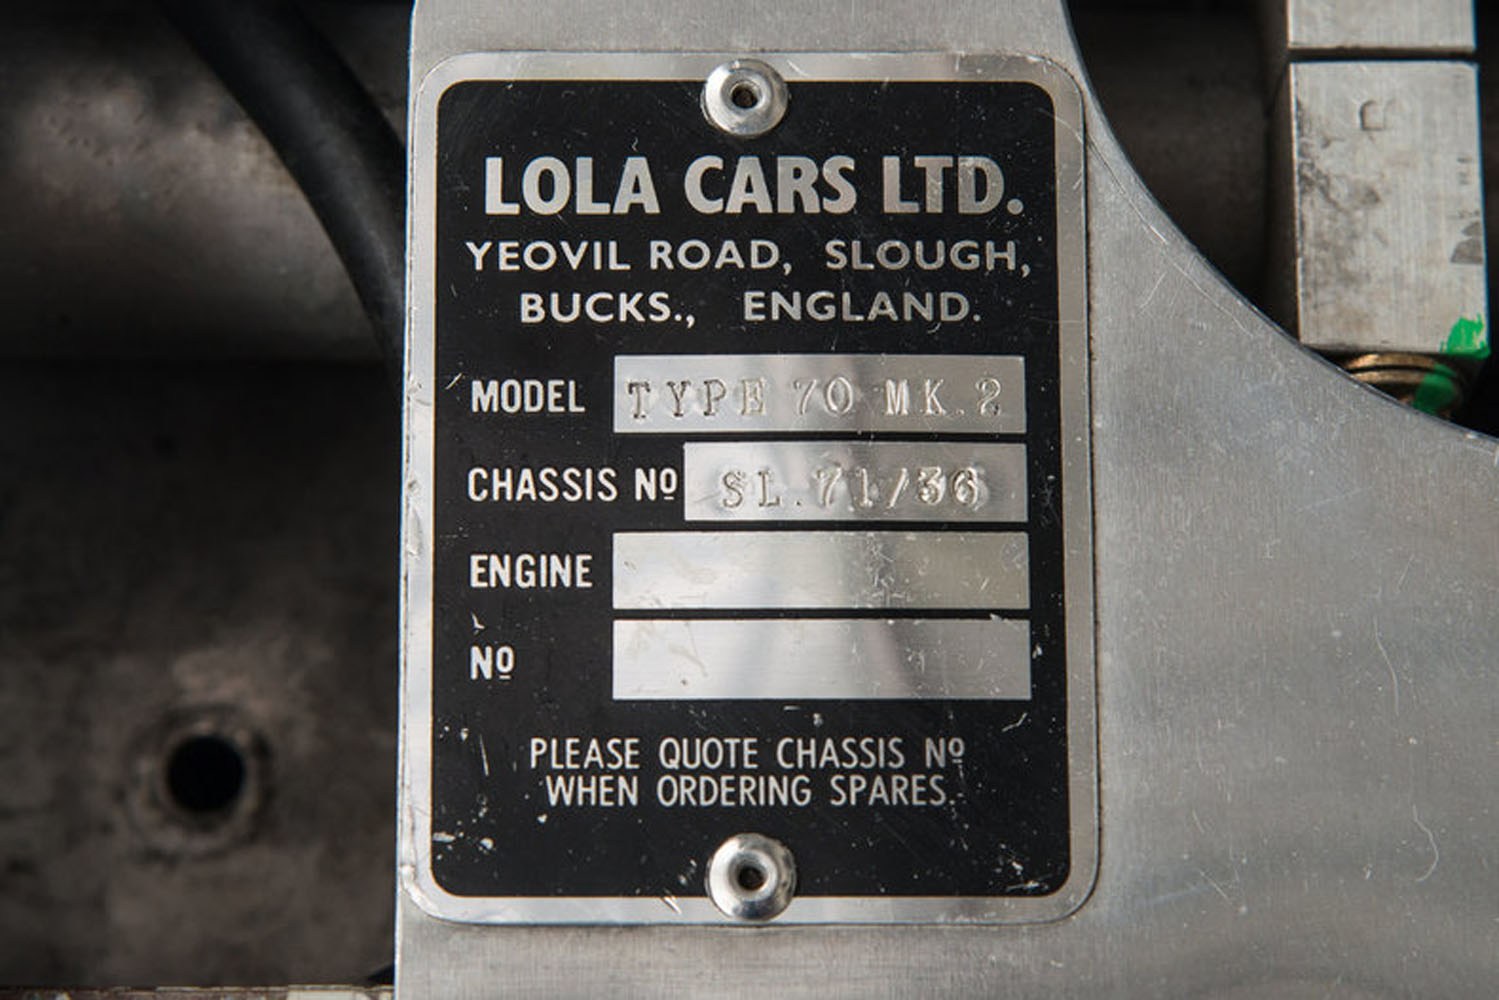 LOLA CARS LTD.
YEOVIL ROAD, SLOUGH,
BUCKS., ENGLAND.
MODEL TYPE 70 MK.2
CHASSIS Nº SL.71/36
ENGINE
Nº
PLEASE QUOTE CHASSIS Nº
WHEN ORDERING SPARES.